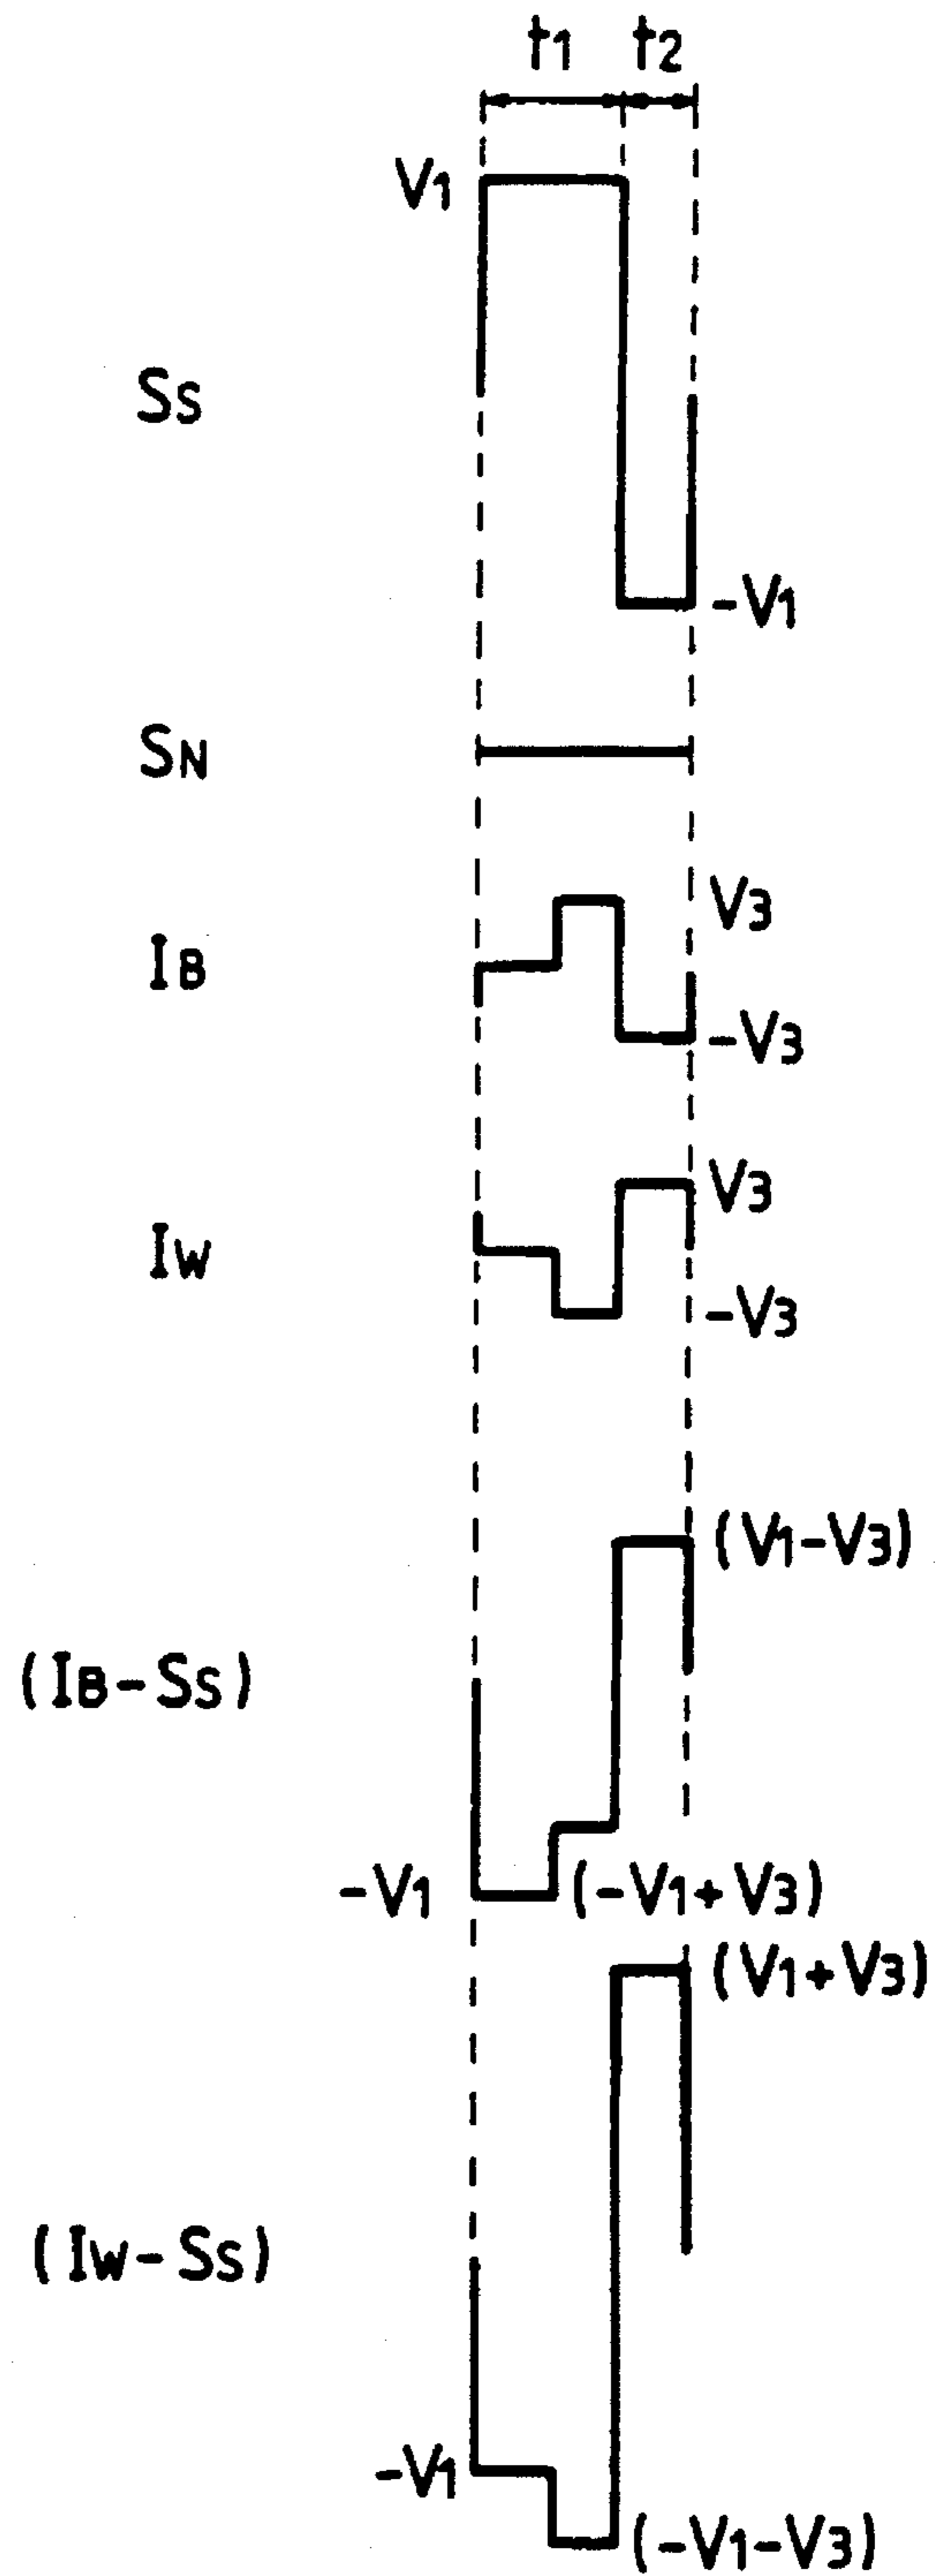 t1 t2
V1
Ss
-V1
SN
V3
IB
-V3
V3
IW
-V3
(V1-V3)
(IB-Ss)
-V1 (-V1+V3)
(V1+V3)
(IW-Ss)
-V1
(-V1-V3)